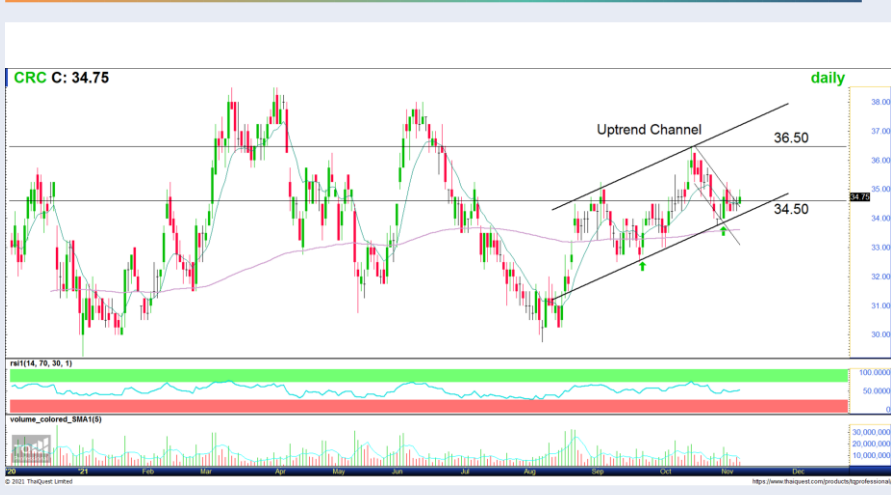 CRC C: 34.75
daily
38.00
Uptrend Channel
37.00
36.50
36.00
35.00
34.75
34.50
34.00
33.00
32.00
31.00
30.00
rsi1(14, 70, 30, 1)
100.0000
50.0000
0
volume_colored_SMA1(5)
30,000,000
20,000,000
10,000,000
'20
'21
Feb
Mar
Apr
May
Jun
Jul
Aug
Sep
Oct
Nov
Dec
© 2021 ThaiQuest Limited
https://www.thaiquest.com/products/tqprofessional